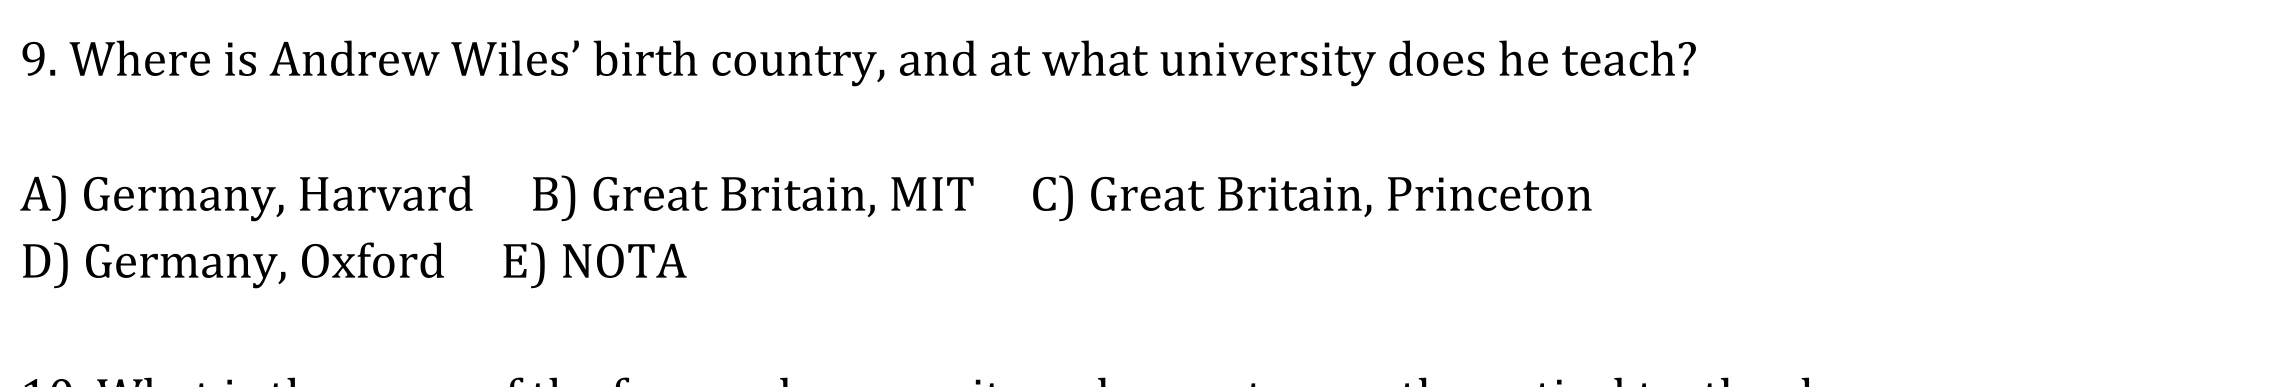 9. Where is Andrew Wiles’ birth country, and at what university does he teach?
A) Germany, Harvard B) Great Britain, MIT C) Great Britain, Princeton
D) Germany, Oxford E) NOTA